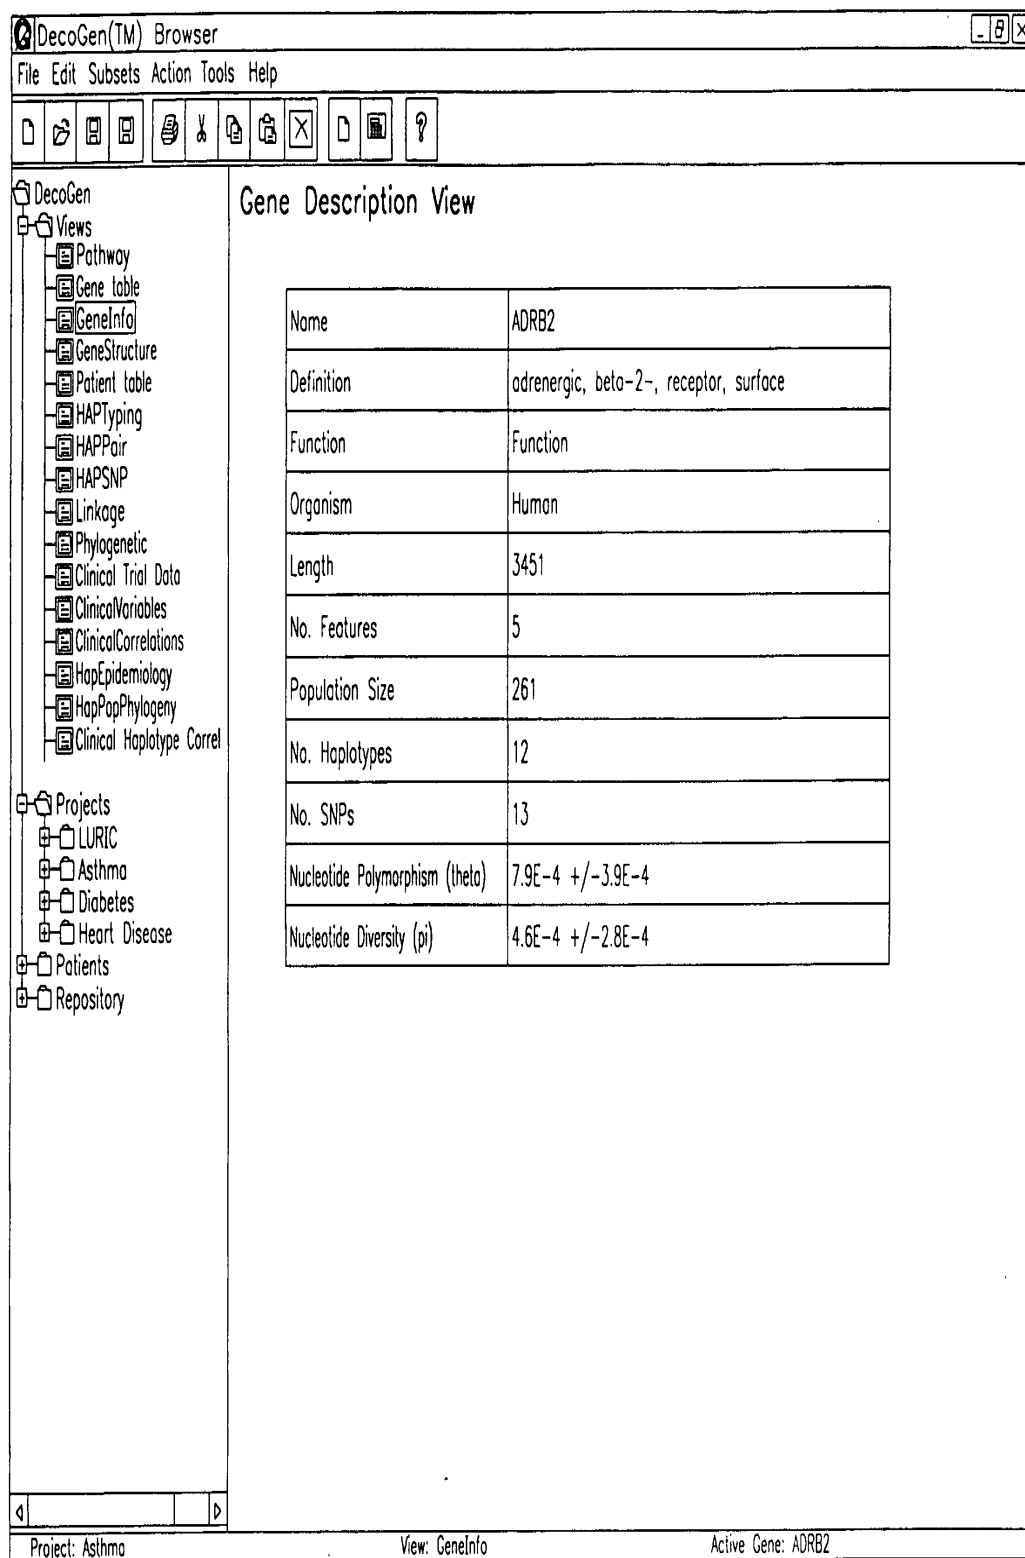 DecoGen(TM) Browser
File Edit Subsets Action Tools Help
DecoGen
Views
Pathway
Gene table
GeneInfo
GeneStructure
Patient table
HAPTyping
HAPPair
HAPSNP
Linkage
Phylogenetic
Clinical Trial Data
ClinicalVariables
ClinicalCorrelations
HapEpidemiology
HapPopPhylogeny
Clinical Haplotype Correl
Projects
LURIC
Asthma
Diabetes
Heart Disease
Patients
Repository
Gene Description View
Name ADRB2
Definition adrenergic, beta-2-, receptor, surface
Function Function
Organism Human
Length 3451
No. Features 5
Population Size 261
No. Haplotypes 12
No. SNPs 13
Nucleotide Polymorphism (theta) 7.9E-4 +/-3.9E-4
Nucleotide Diversity (pi) 4.6E-4 +/-2.8E-4
Project: Asthma View: GeneInfo Active Gene: ADRB2